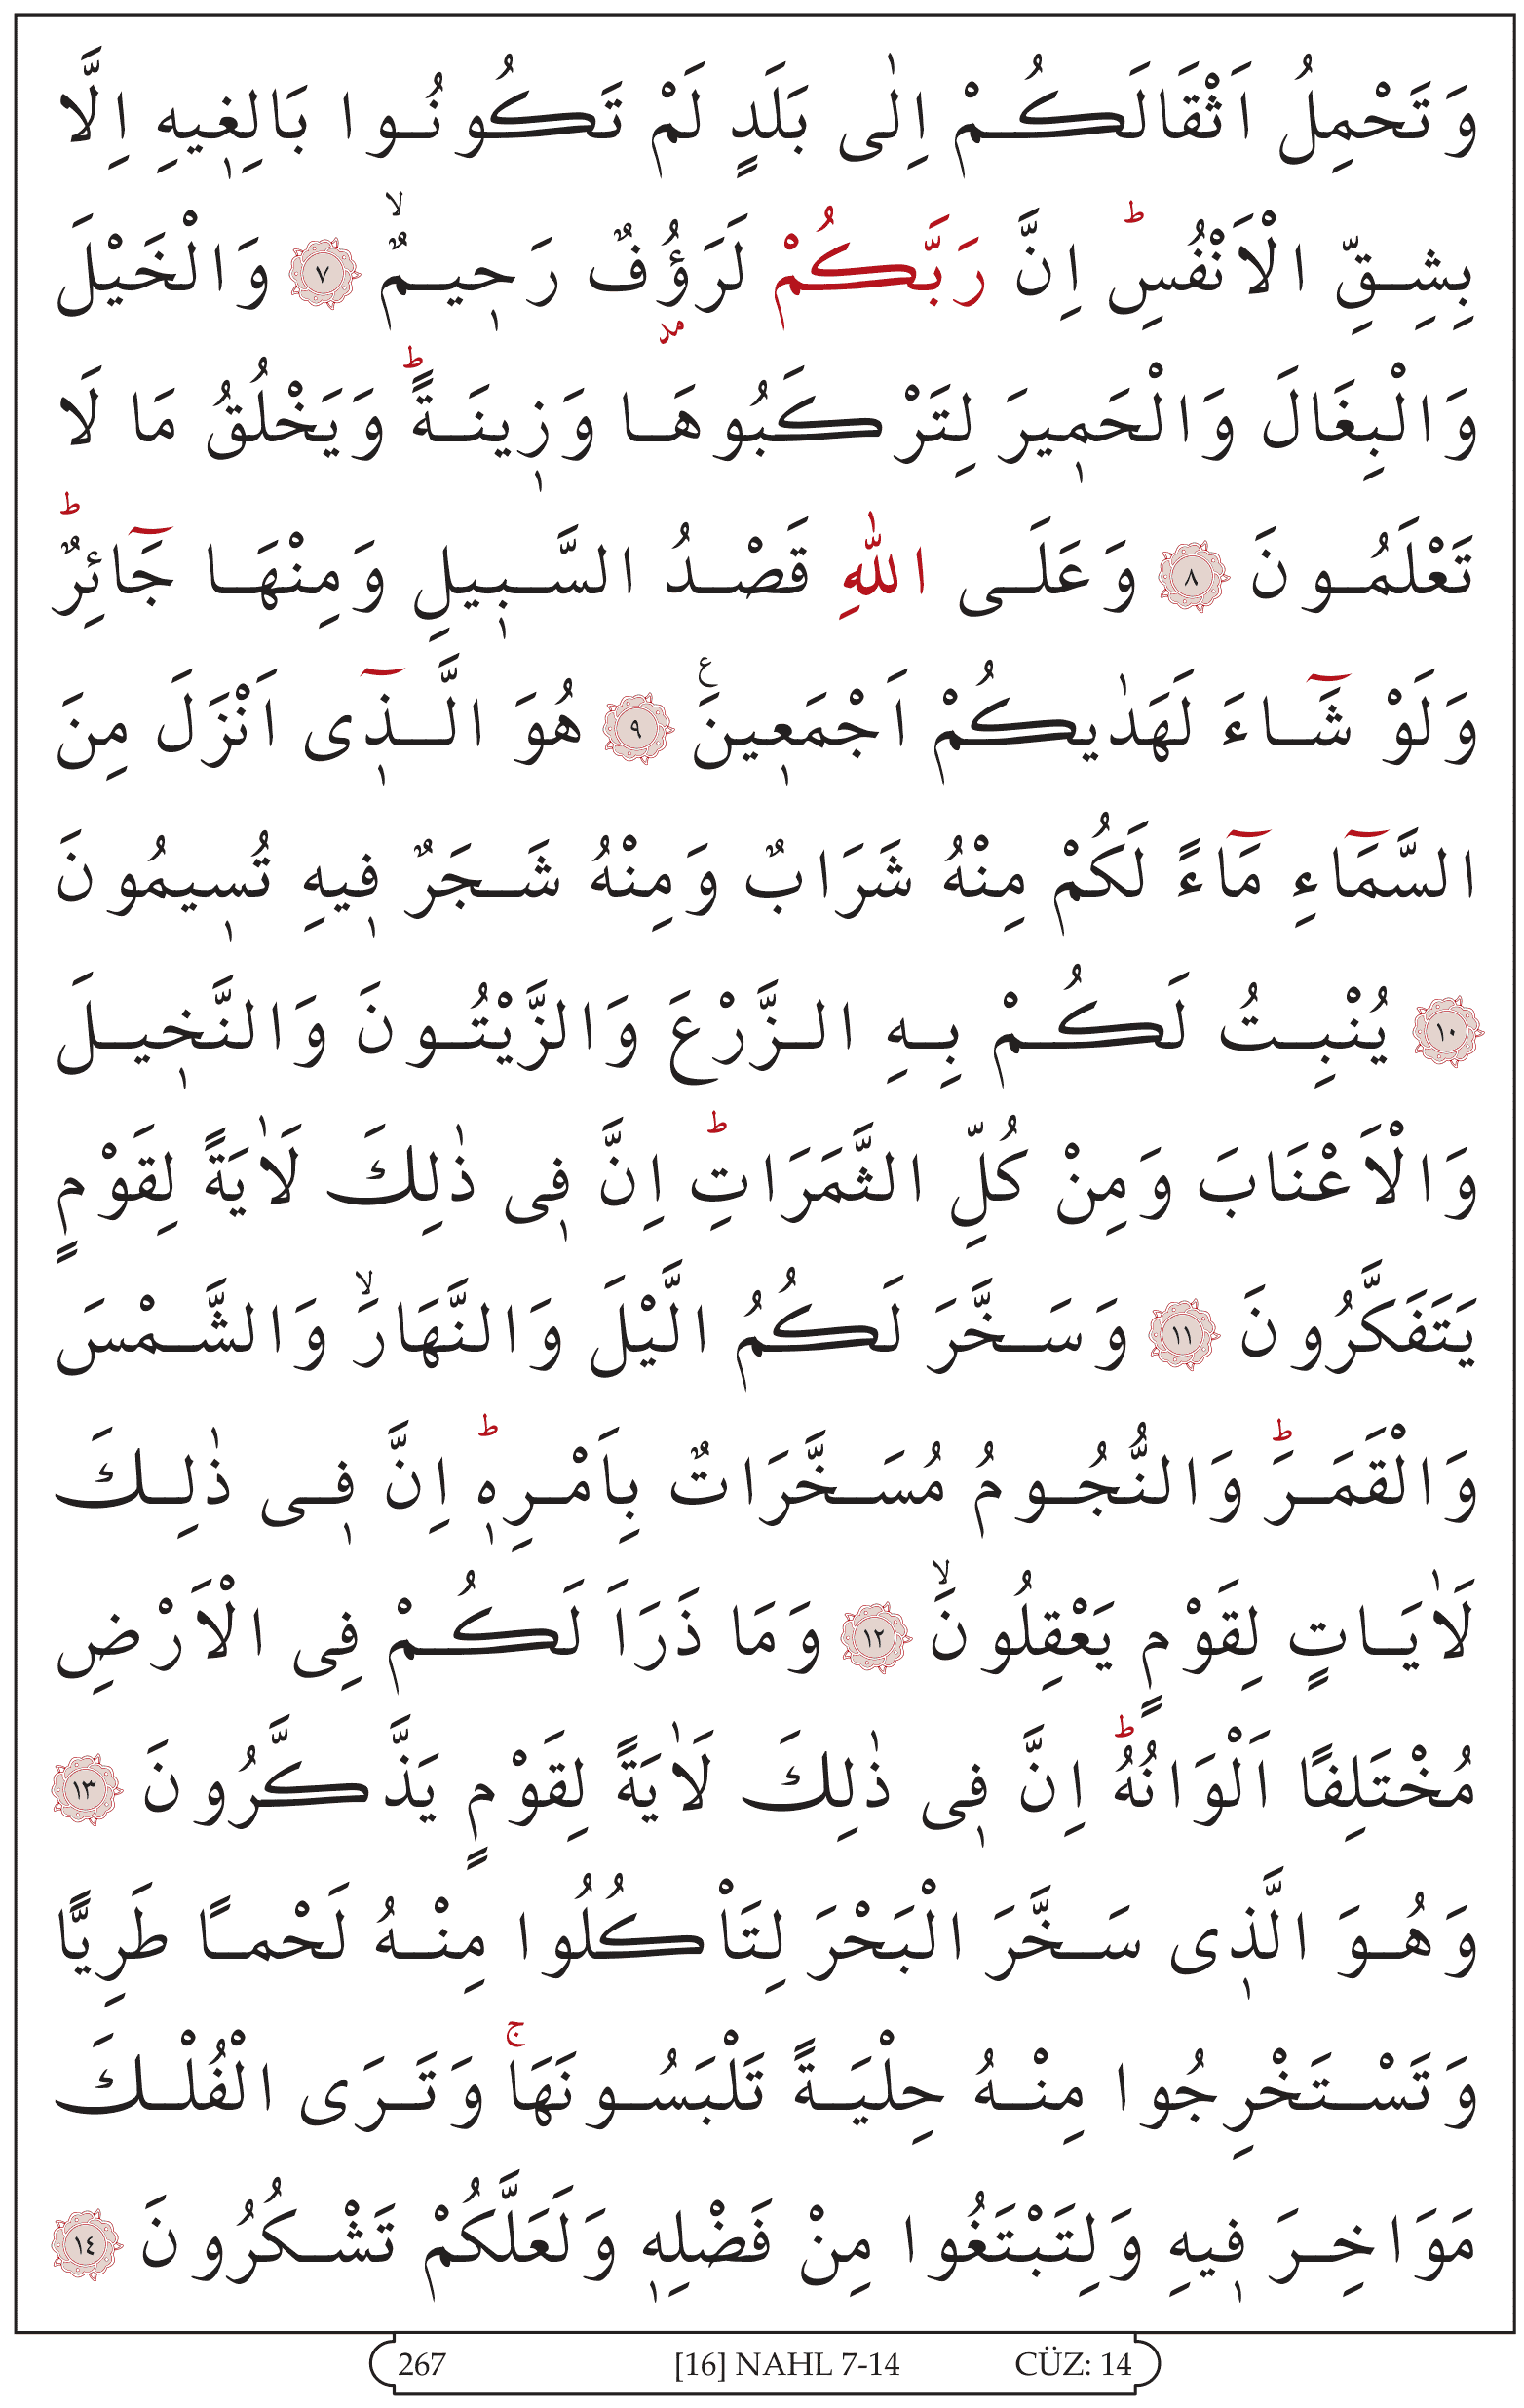 وَتَحْمِلُ اَثْقَالَكُمْ اِلٰى بَلَدٍ لَمْ تَكُونُوا بَالِغٖيهِ اِلَّا
بِشِقِّ الْاَنْفُسِؕ اِنَّ رَبَّكُمْ لَرَؤُ۫فٌ رَحٖيمٌۙ ﴿٧﴾ وَالْخَيْلَ
وَالْبِغَالَ وَالْحَمٖيرَ لِتَرْكَبُوهَا وَزٖينَةًؕ وَيَخْلُقُ مَا لَا
تَعْلَمُونَ ﴿٨﴾ وَعَلَى اللّٰهِ قَصْدُ السَّبٖيلِ وَمِنْهَا جَٓائِرٌؕ
وَلَوْ شَٓاءَ لَهَدٰيكُمْ اَجْمَعٖينَࣖ ﴿٩﴾ هُوَ الَّـذٖٓى اَنْزَلَ مِنَ
السَّمَٓاءِ مَٓاءً لَكُمْ مِنْهُ شَرَابٌ وَمِنْهُ شَجَرٌ فٖيهِ تُسٖيمُونَ
﴿١٠﴾ يُنْبِتُ لَكُمْ بِهِ الزَّرْعَ وَالزَّيْتُونَ وَالنَّخٖيلَ
وَالْاَعْنَابَ وَمِنْ كُلِّ الثَّمَرَاتِؕ اِنَّ فٖى ذٰلِكَ لَاٰيَةً لِقَوْمٍ
يَتَفَكَّرُونَ ﴿١١﴾ وَسَخَّرَ لَكُمُ الَّيْلَ وَالنَّهَارَۙ وَالشَّمْسَ
وَالْقَمَرَؕ وَالنُّجُومُ مُسَخَّرَاتٌ بِاَمْرِهٖؕ اِنَّ فٖى ذٰلِكَ
لَاٰيَاتٍ لِقَوْمٍ يَعْقِلُونَۙ ﴿١٢﴾ وَمَا ذَرَاَ لَكُمْ فِى الْاَرْضِ
مُخْتَلِفًا اَلْوَانُهُؕ اِنَّ فٖى ذٰلِكَ لَاٰيَةً لِقَوْمٍ يَذَّكَّرُونَ ﴿١٣﴾
وَهُوَ الَّذٖى سَخَّرَ الْبَحْرَ لِتَاْكُلُوا مِنْهُ لَحْمًا طَرِيًّا
وَتَسْتَخْرِجُوا مِنْهُ حِلْيَةً تَلْبَسُونَهَاۚ وَتَرَى الْفُلْكَ
مَوَاخِرَ فٖيهِ وَلِتَبْتَغُوا مِنْ فَضْلِهٖ وَلَعَلَّكُمْ تَشْكُرُونَ ﴿١٤﴾
267 [16] NAHL 7-14 CÜZ: 14